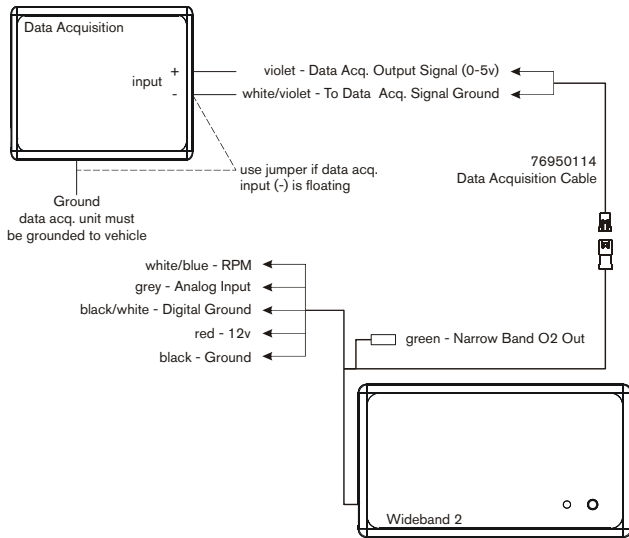 Data Acquisition
input
+
-
violet - Data Acq. Output Signal (0-5v)
white/violet - To Data Acq. Signal Ground
use jumper if data acq.
input (-) is floating
Ground
data acq. unit must
be grounded to vehicle
76950114
Data Acquisition Cable
white/blue - RPM
grey - Analog Input
black/white - Digital Ground
red - 12v
black - Ground
green - Narrow Band O2 Out
Wideband 2